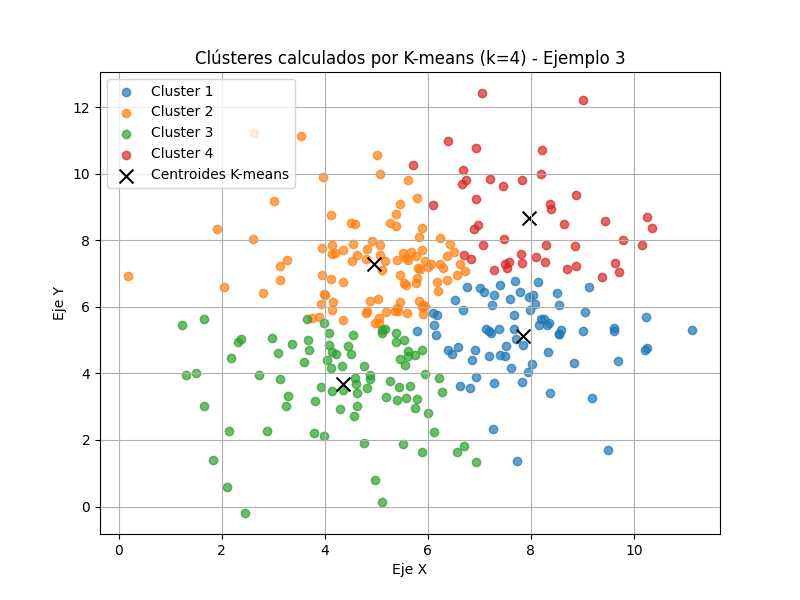 Clústeres calculados por K-means (k=4) - Ejemplo 3
Cluster 1
Cluster 2
Cluster 3
Cluster 4
Centroides K-means
Eje Y
12
10
8
6
4
2
0
0 2 4 6 8 10
Eje X